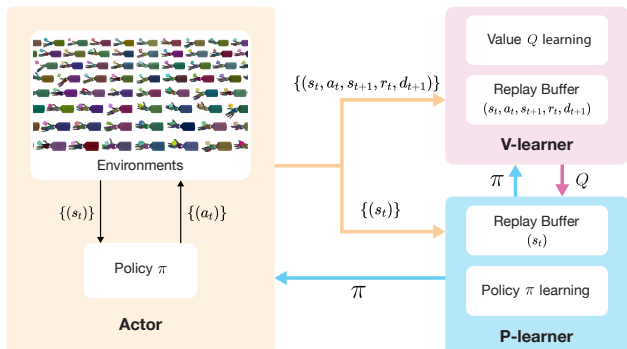 Environments
{(s_t)}
{(a_t)}
Policy π
Actor
{(s_t, a_t, s_{t+1}, r_t, d_{t+1})}
{(s_t)}
π
Value Q learning
Replay Buffer
(s_t, a_t, s_{t+1}, r_t, d_{t+1})
V-learner
π
Q
Replay Buffer
(s_t)
Policy π learning
P-learner